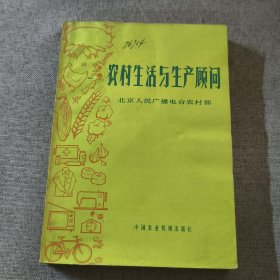 农村生活与生产顾问
北京人民广播电台农村部
中国农业机械出版社